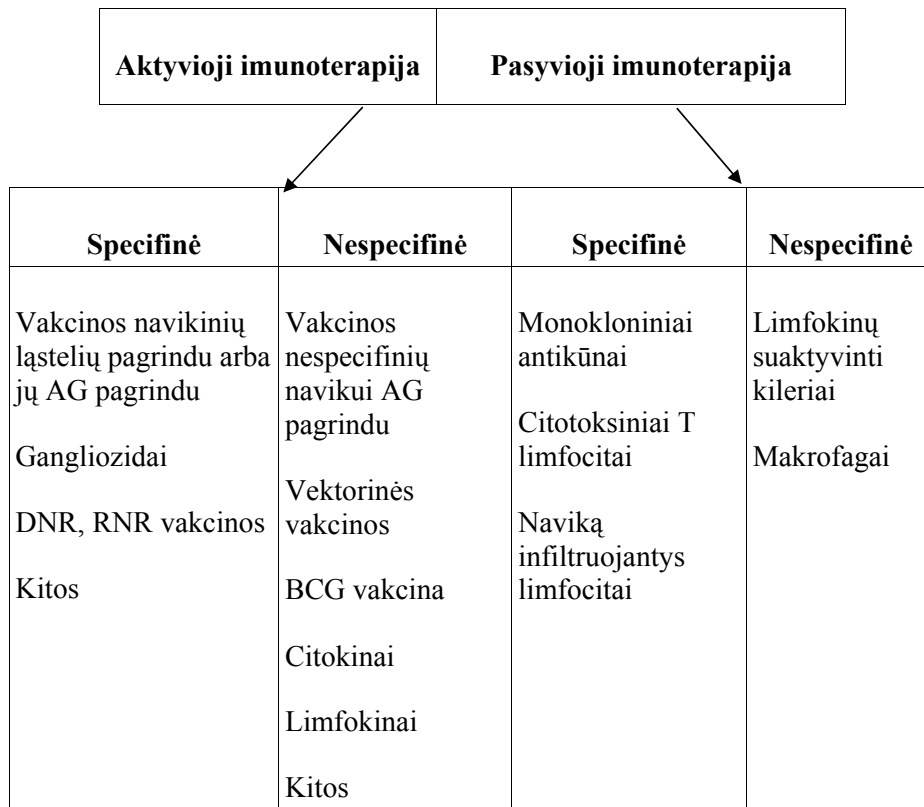 Aktyvioji imunoterapija
Pasyvioji imunoterapija
Specifinė
Nespecifinė
Specifinė
Nespecifinė
Vakcinos navikinių
ląstelių pagrindu arba
jų AG pagrindu
Gangliozidai
DNR, RNR vakcinos
Kitos
Vakcinos
nespecifinių
navikui AG
pagrindu
Vektorinės
vakcinos
BCG vakcina
Citokinai
Limfokinai
Kitos
Monokloniniai
antikūnai
Citotoksiniai T
limfocitai
Naviką
infiltruojantys
limfocitai
Limfokinų
suaktyvinti
kileriai
Makrofagai